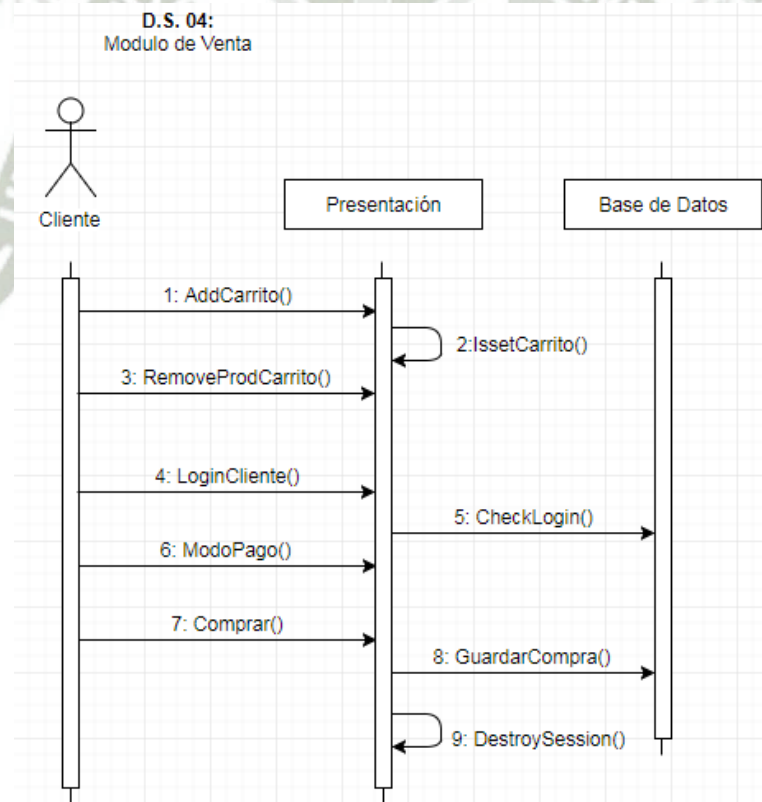 D.S. 04:
Modulo de Venta
Cliente
Presentación
Base de Datos
1: AddCarrito()
2:IssetCarrito()
3: RemoveProdCarrito()
4: LoginCliente()
5: CheckLogin()
6: ModoPago()
7: Comprar()
8: GuardarCompra()
9: DestroySession()